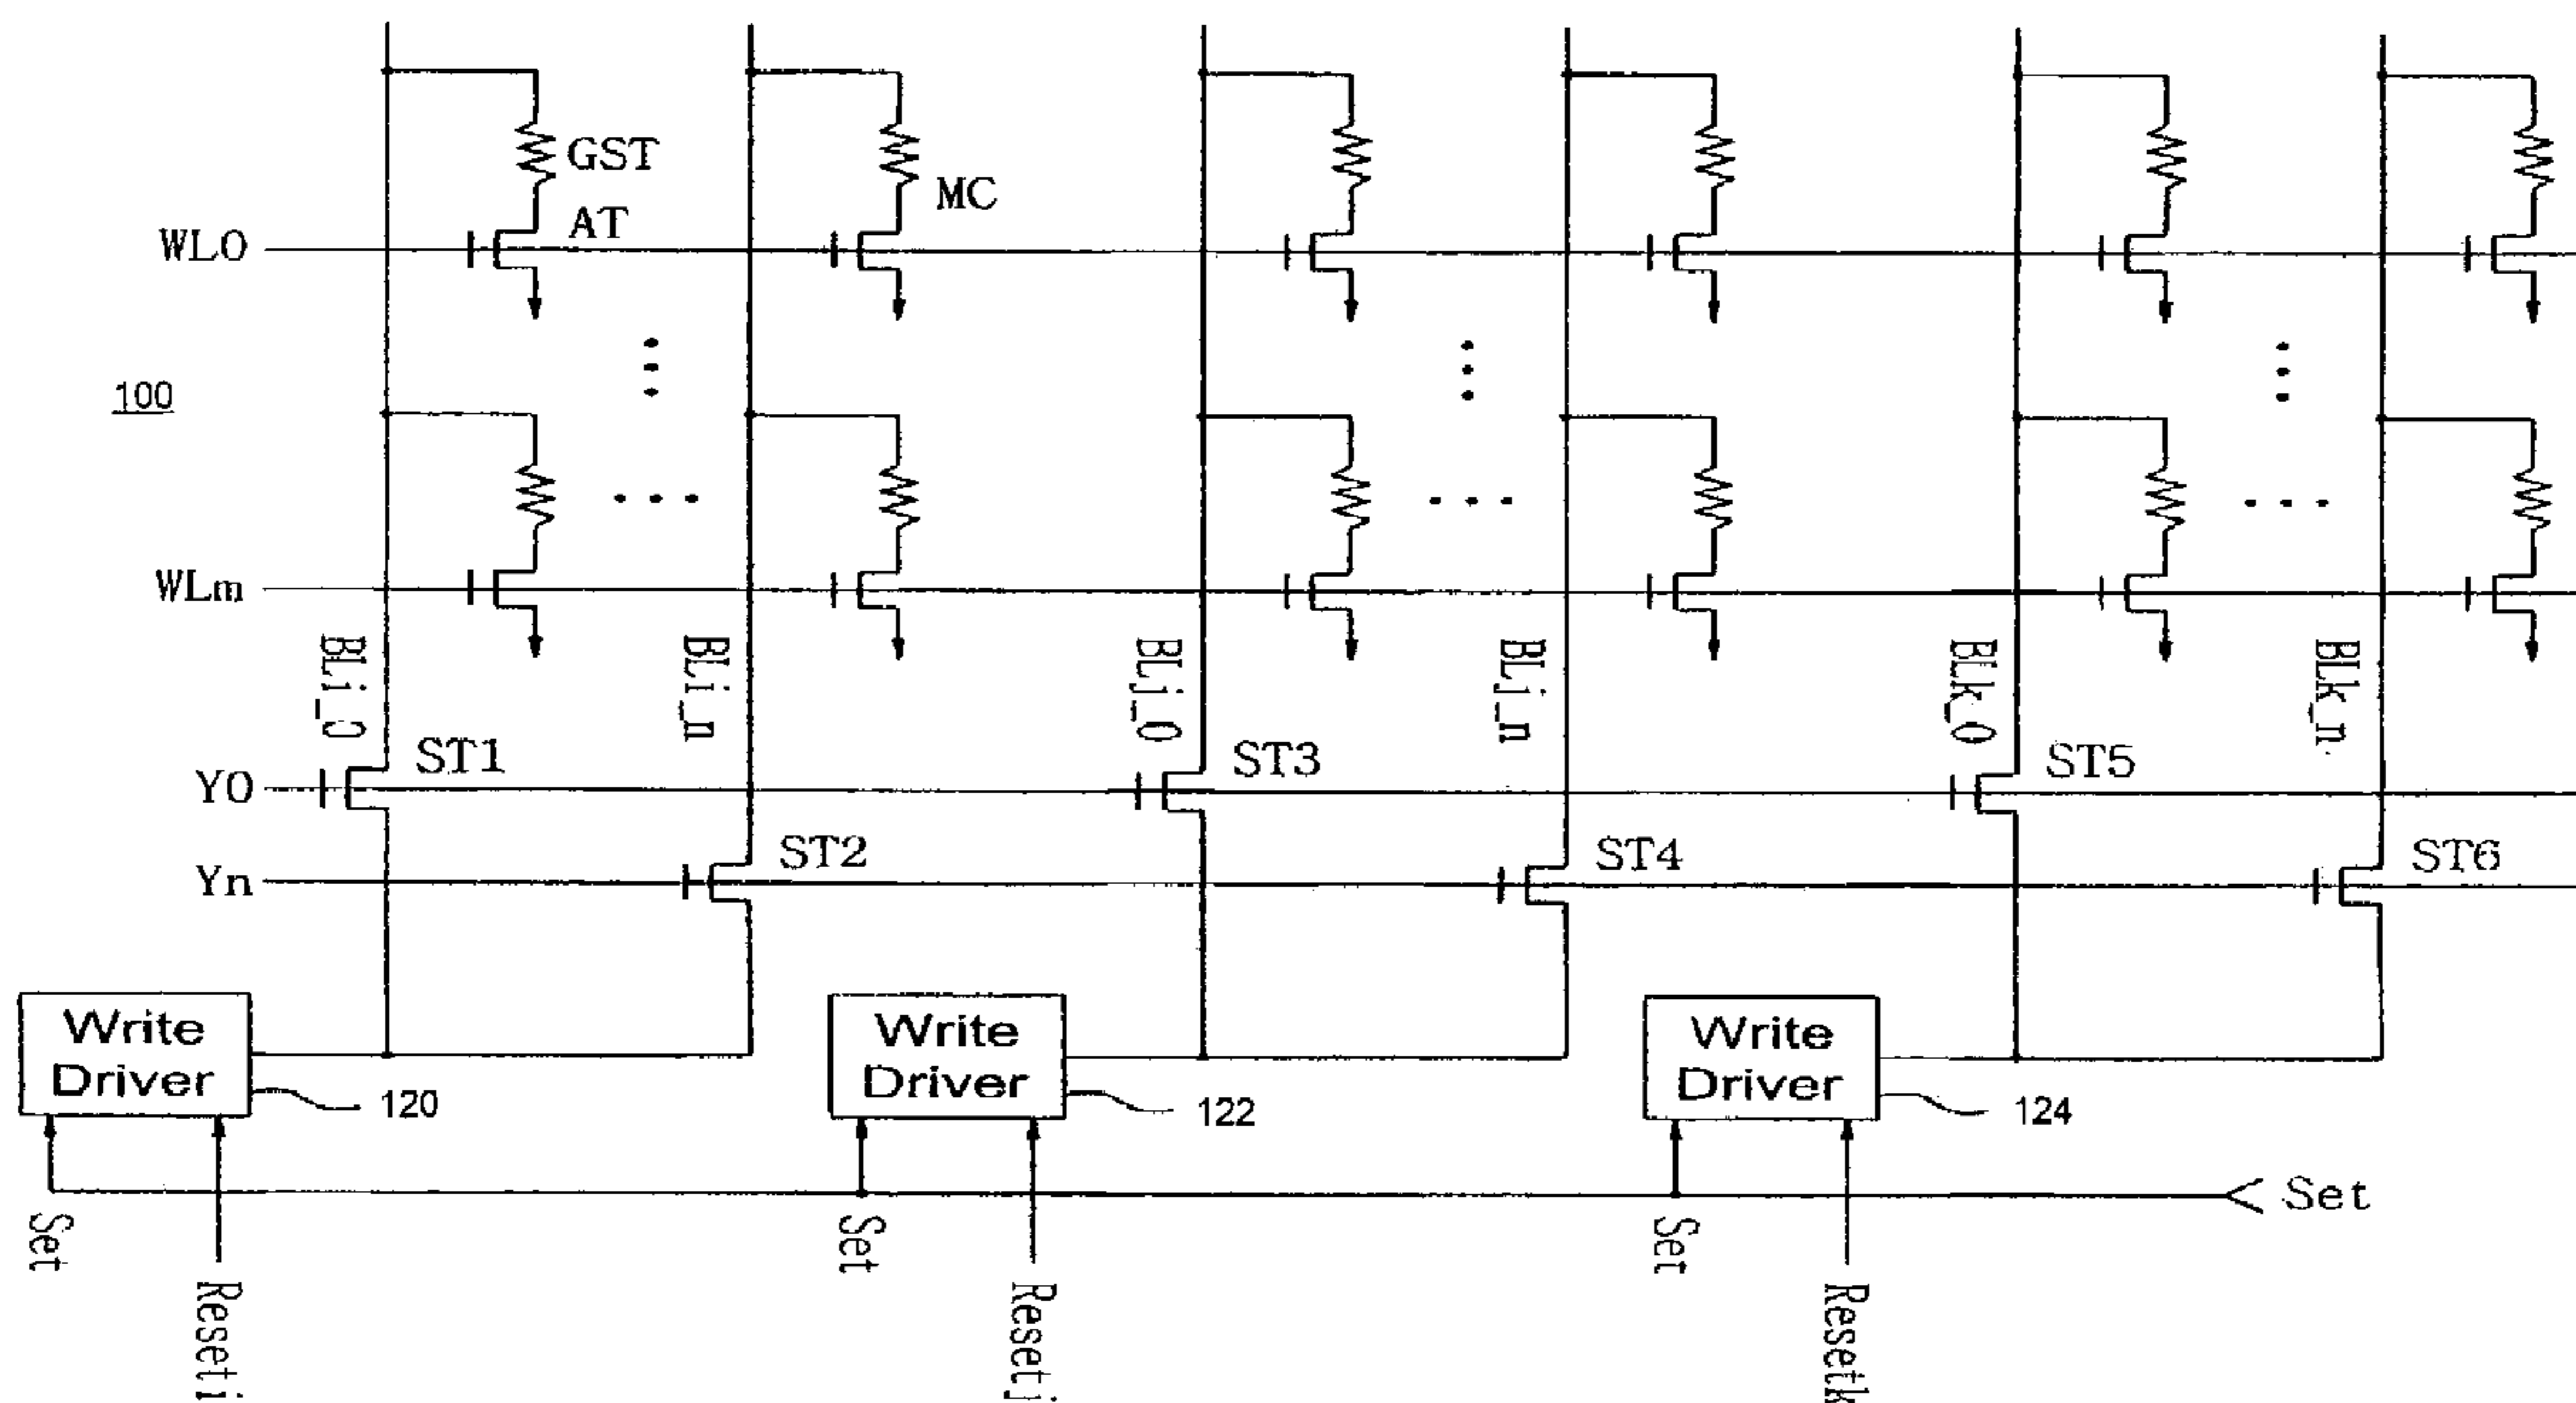 GST
MC
AT
WL0
100
WLm
BLi_0
BLi_n
BLj_0
BLj_n
BLk_0
BLk_n
ST1
ST3
ST5
Y0
ST2
ST4
ST6
Yn
Write
Driver
120
Write
Driver
122
Write
Driver
124
Set
Set
Set
Set
Reseti
Resetj
Resetk